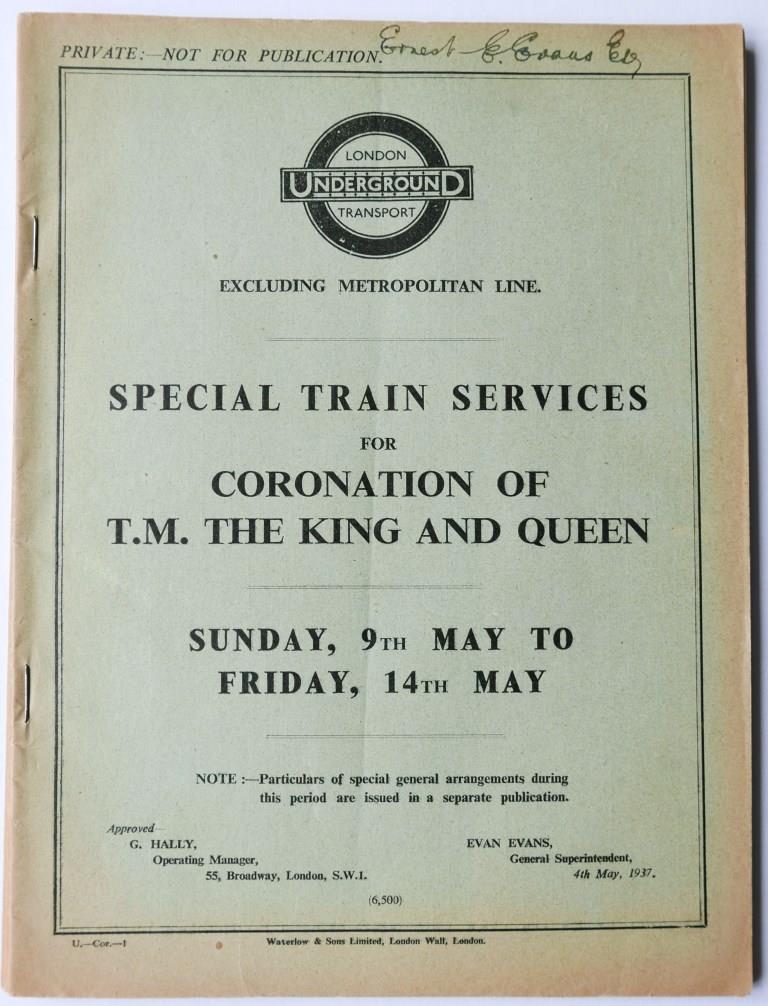 PRIVATE:—NOT FOR PUBLICATION. Ernest C. Evans Esq
LONDON
UNDERGROUND
TRANSPORT
EXCLUDING METROPOLITAN LINE.
SPECIAL TRAIN SERVICES
FOR
CORONATION OF
T.M. THE KING AND QUEEN
SUNDAY, 9TH MAY TO
FRIDAY, 14TH MAY
NOTE :—Particulars of special general arrangements during
this period are issued in a separate publication.
Approved—
G. HALLY,
Operating Manager,
55, Broadway, London, S.W.1.
EVAN EVANS,
General Superintendent,
4th May, 1937.
(6,500)
U.—Cor.—1
Waterlow & Sons Limited, London Wall, London.